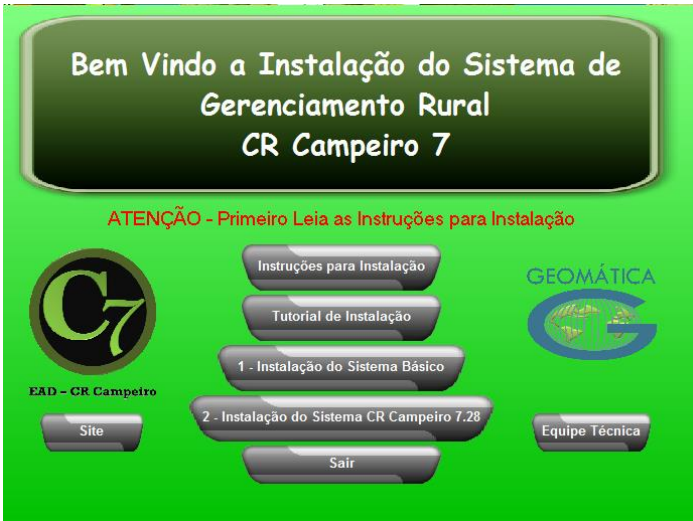 Bem Vindo a Instalação do Sistema de
Gerenciamento Rural
CR Campeiro 7
ATENÇÃO - Primeiro Leia as Instruções para Instalação
Instruções para Instalação
GEOMÁTICA
G
C7
Tutorial de Instalação
1 - Instalação do Sistema Básico
EAD - CR Campeiro
2 - Instalação do Sistema CR Campeiro 7.28
Site
Equipe Técnica
Sair